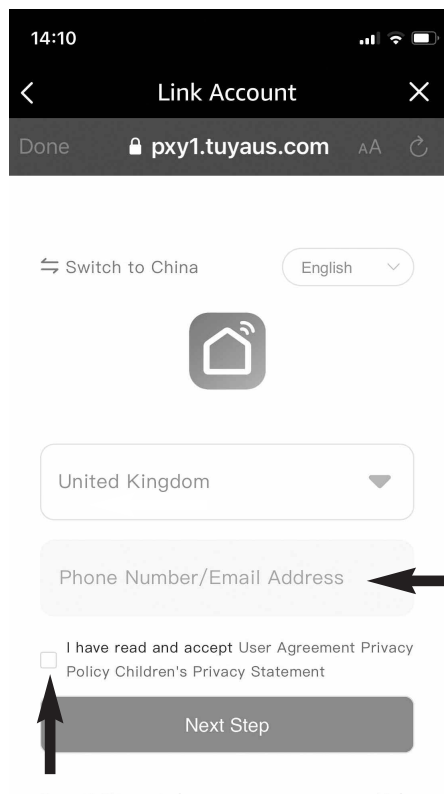 14:10
Link Account
Done pxy1.tuyaus.com AA
Switch to China English
United Kingdom
Phone Number/Email Address
I have read and accept User Agreement Privacy
Policy Children's Privacy Statement
Next Step